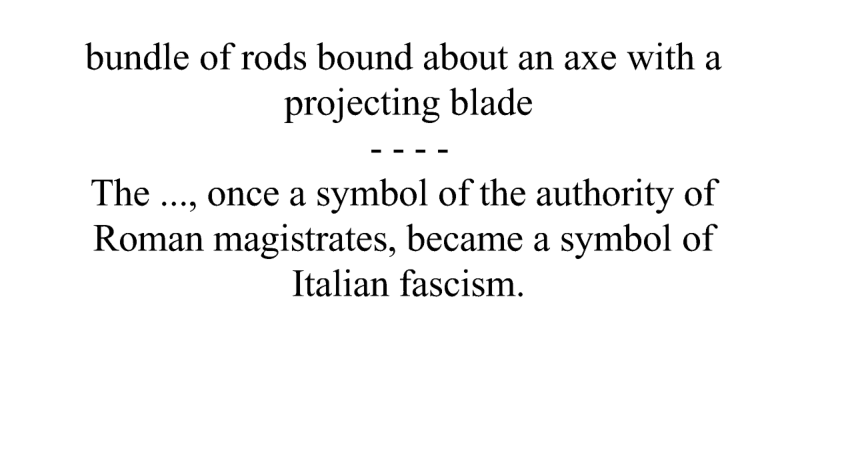 bundle of rods bound about an axe with a
projecting blade
- - - -
The ..., once a symbol of the authority of
Roman magistrates, became a symbol of
Italian fascism.